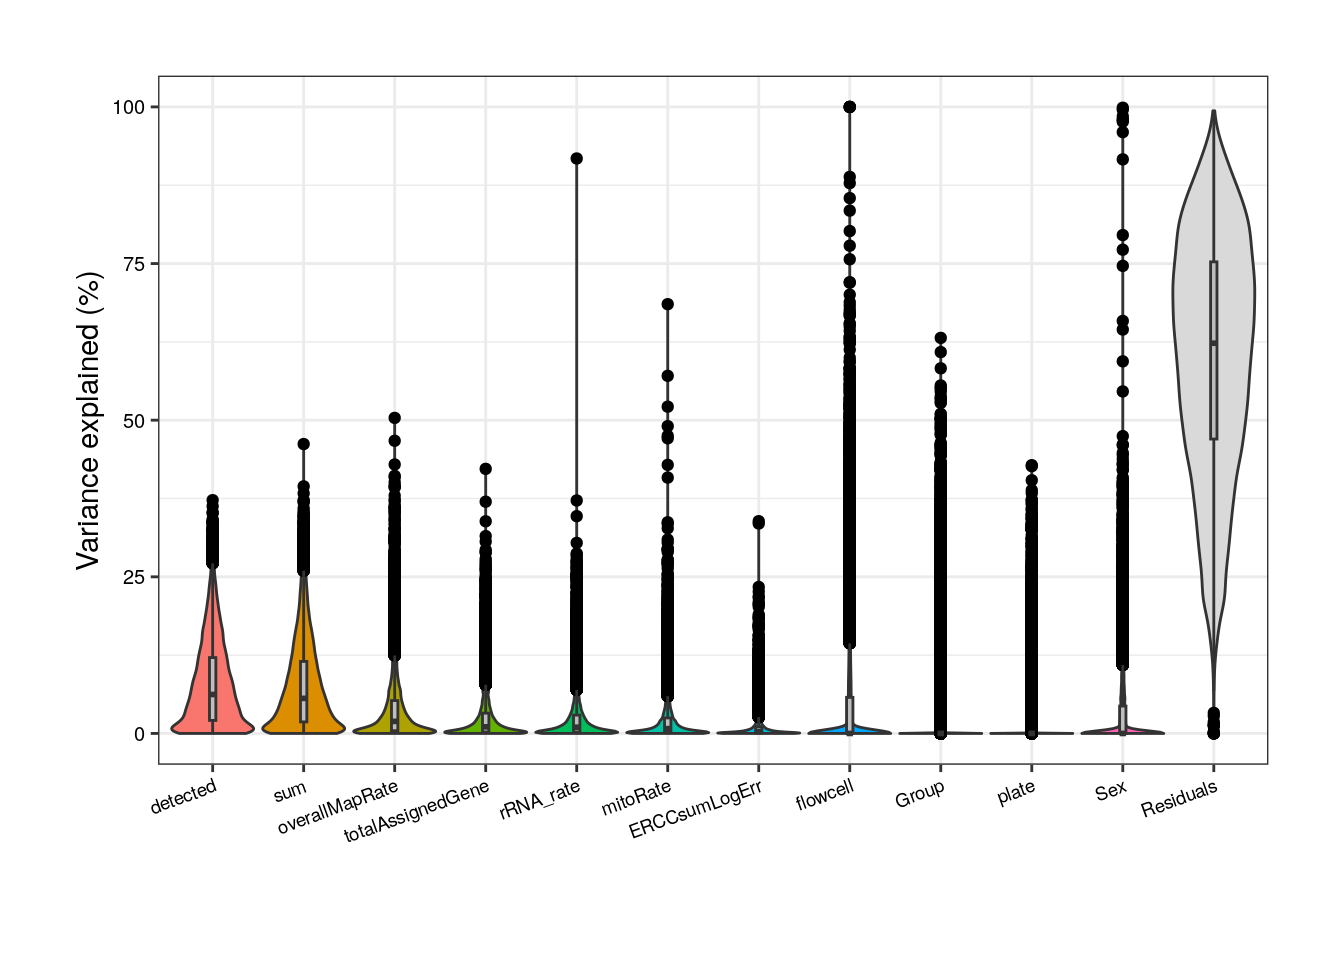 Variance explained (%)
100
75
50
25
0
detected
sum
overallMapRate
totalAssignedGene
rRNA_rate
mitoRate
ERCCsumLogErr
flowcell
Group
plate
Sex
Residuals